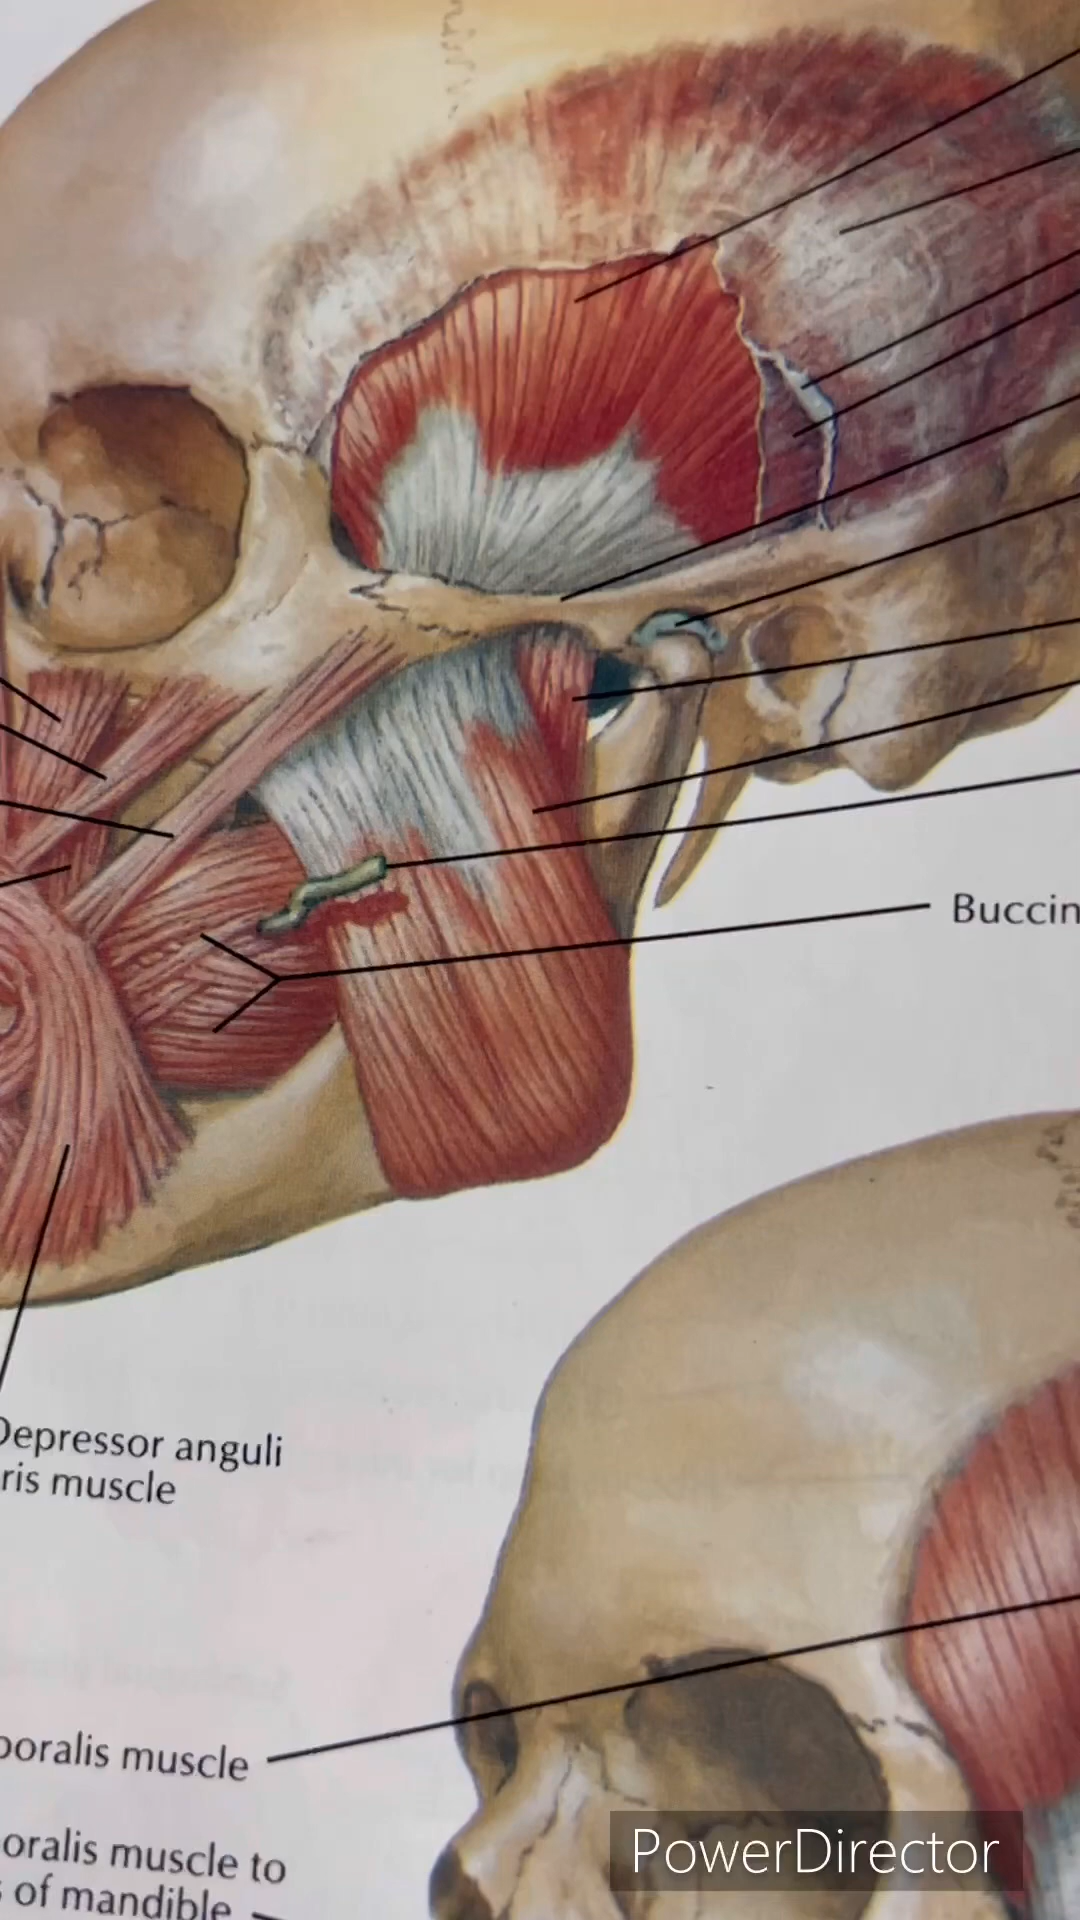 Buccin
Depressor anguli
ris muscle
poralis muscle
oralis muscle to
s of mandible
PowerDirector